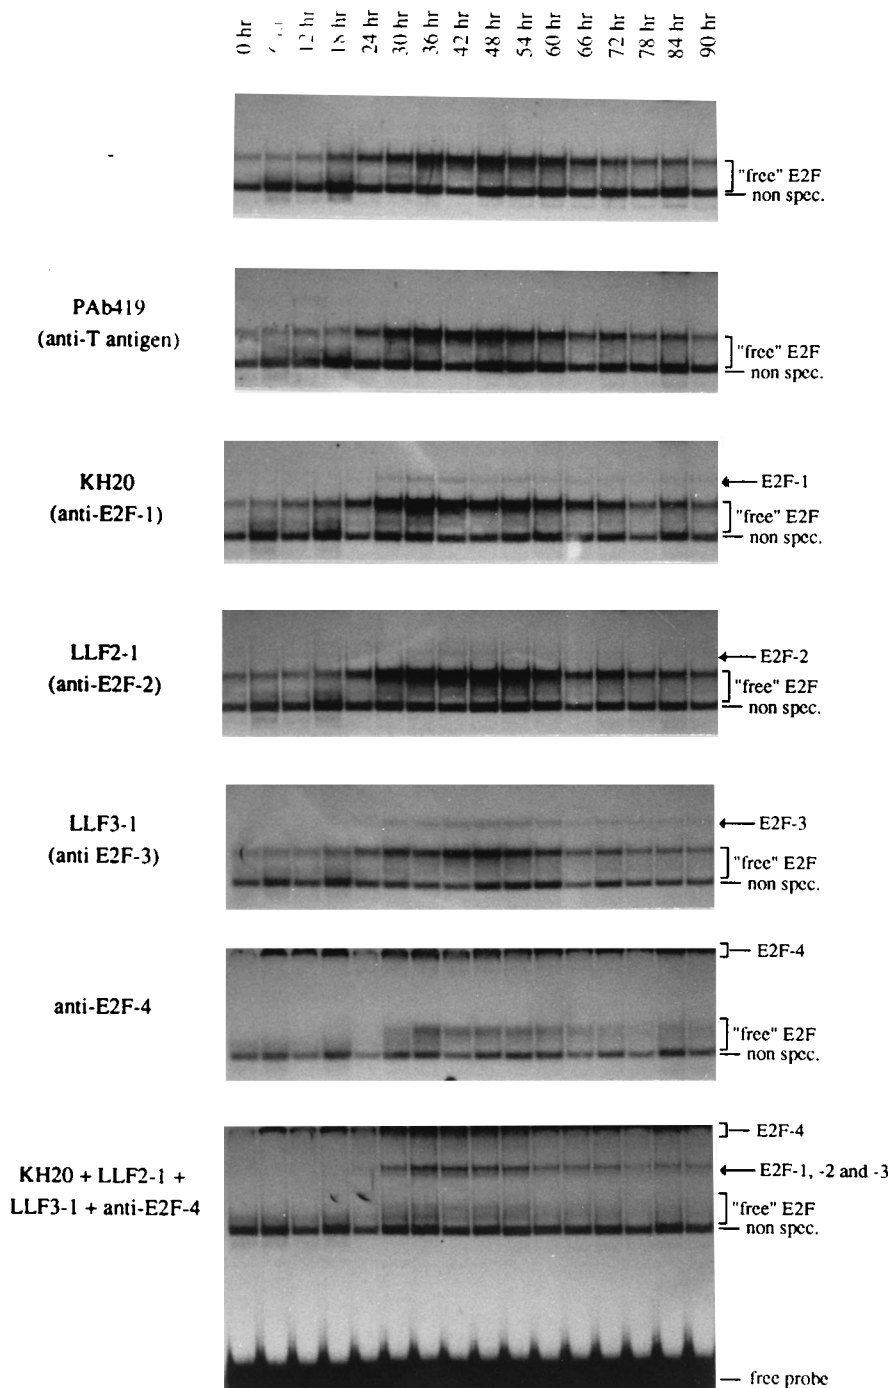 0 hr
12 hr
18 hr
24 hr
30 hr
36 hr
42 hr
48 hr
54 hr
60 hr
66 hr
72 hr
78 hr
84 hr
90 hr
-
"free" E2F
non spec.
PAb419
(anti-T antigen)
"free" E2F
non spec.
KH20
(anti-E2F-1)
E2F-1
"free" E2F
non spec.
LLF2-1
(anti-E2F-2)
E2F-2
"free" E2F
non spec.
LLF3-1
(anti E2F-3)
E2F-3
"free" E2F
non spec.
anti-E2F-4
E2F-4
"free" E2F
non spec.
KH20 + LLF2-1 +
LLF3-1 + anti-E2F-4
E2F-4
E2F-1, -2 and -3
"free" E2F
non spec.
free probe